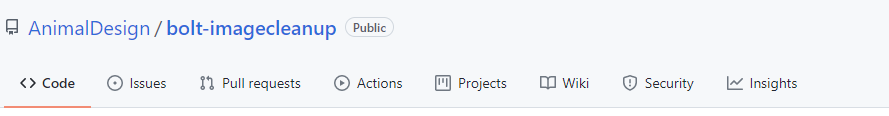 AnimalDesign / bolt-imagecleanup Public
Code Issues Pull requests Actions Projects Wiki Security Insights